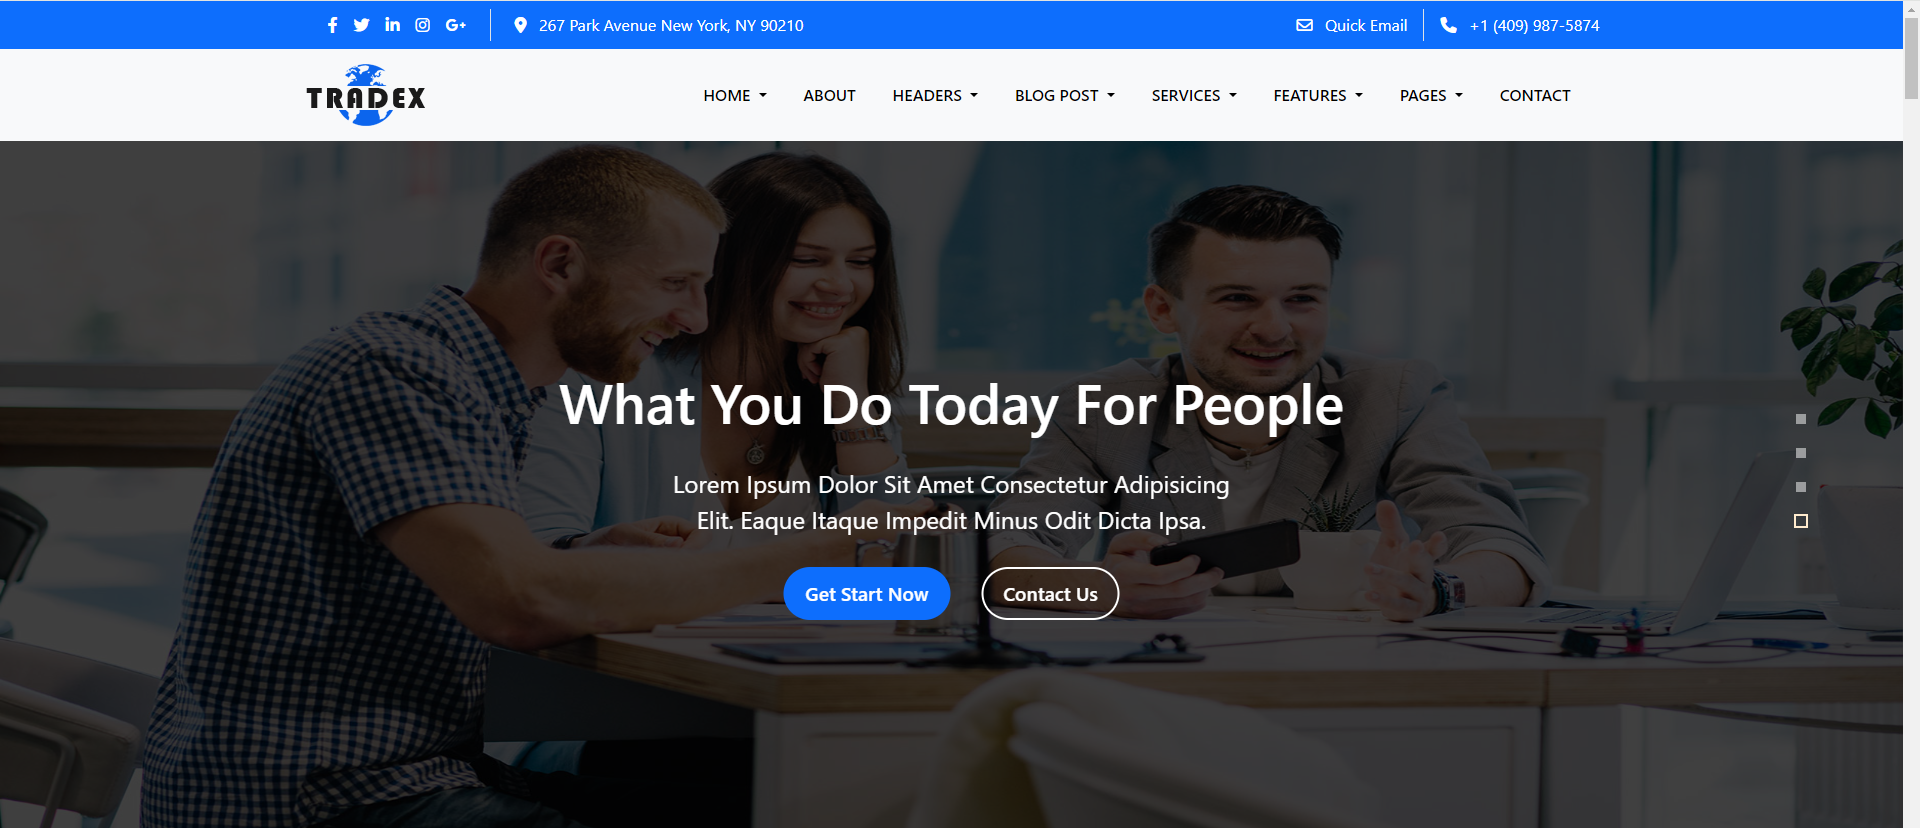 267 Park Avenue New York, NY 90210
Quick Email
+1 (409) 987-5874
TRADEX
HOME
ABOUT
HEADERS
BLOG POST
SERVICES
FEATURES
PAGES
CONTACT
What You Do Today For People
Lorem Ipsum Dolor Sit Amet Consectetur Adipisicing
Elit. Eaque Itaque Impedit Minus Odit Dicta Ipsa.
Get Start Now
Contact Us